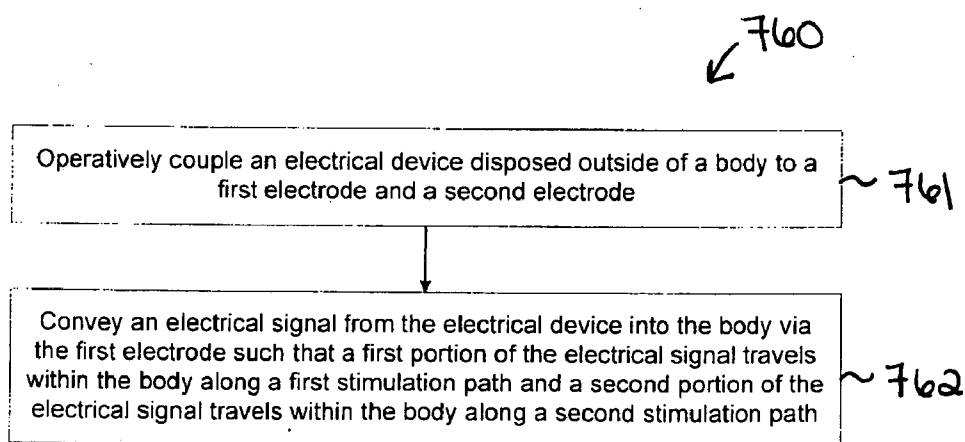 760
Operatively couple an electrical device disposed outside of a body to a
first electrode and a second electrode
761
Convey an electrical signal from the electrical device into the body via
the first electrode such that a first portion of the electrical signal travels
within the body along a first stimulation path and a second portion of the
electrical signal travels within the body along a second stimulation path
762